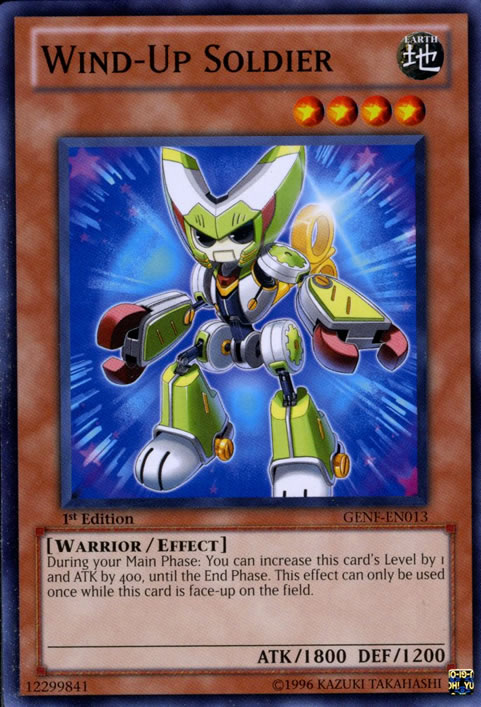 WIND-UP SOLDIER
EARTH
地
1st Edition
GENF-EN013
[WARRIOR/EFFECT]
During your Main Phase: You can increase this card's Level by 1
and ATK by 400, until the End Phase. This effect can only be used
once while this card is face-up on the field.
ATK/1800 DEF/1200
12299841
©1996 KAZUKI TAKAHASHI